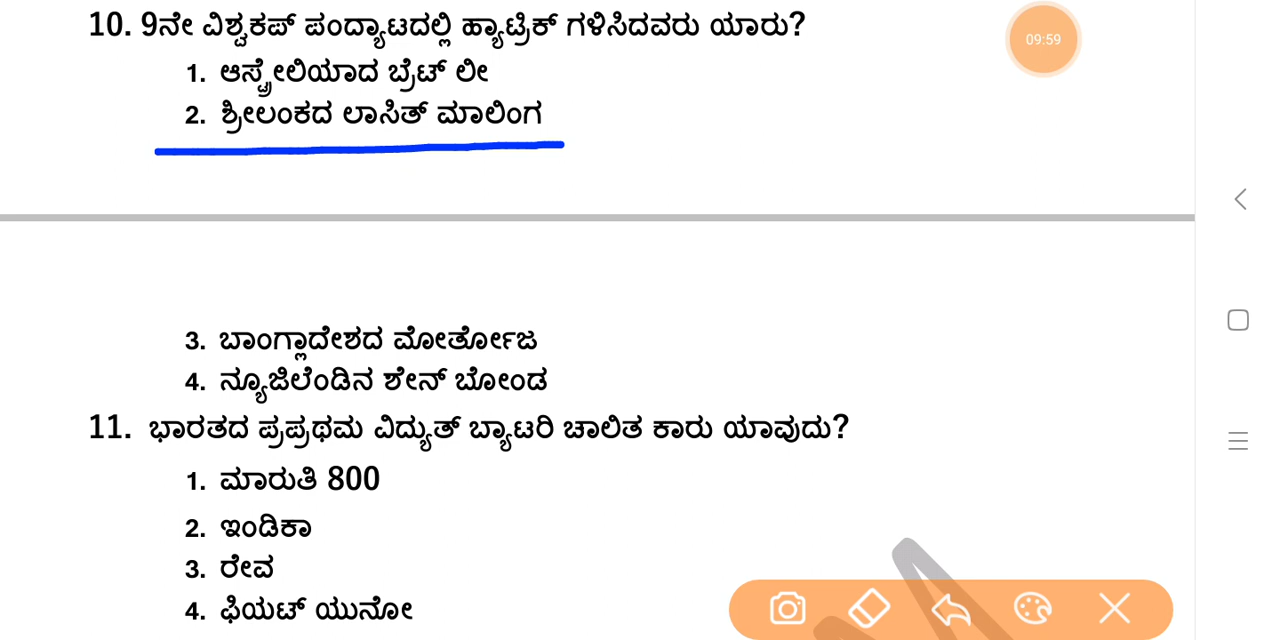 10. 9ನೇ ವಿಶ್ವಕಪ್ ಪಂದ್ಯಾಟದಲ್ಲಿ ಹ್ಯಾಟ್ರಿಕ್ ಗಳಿಸಿದವರು ಯಾರು?
09:59
1. ಆಸ್ಟ್ರೇಲಿಯಾದ ಬ್ರೆಟ್ ಲೀ
2. ಶ್ರೀಲಂಕದ ಲಾಸಿತ್ ಮಾಲಿಂಗ
3. ಬಾಂಗ್ಲಾದೇಶದ ಮೋರ್ತೋಜ
4. ನ್ಯೂಜಿಲೆಂಡಿನ ಶೇನ್ ಬೋಂಡ
11. ಭಾರತದ ಪ್ರಪ್ರಥಮ ವಿದ್ಯುತ್ ಬ್ಯಾಟರಿ ಚಾಲಿತ ಕಾರು ಯಾವುದು?
1. ಮಾರುತಿ 800
2. ಇಂಡಿಕಾ
3. ರೇವ
4. ಫಿಯಟ್ ಯುನೋ